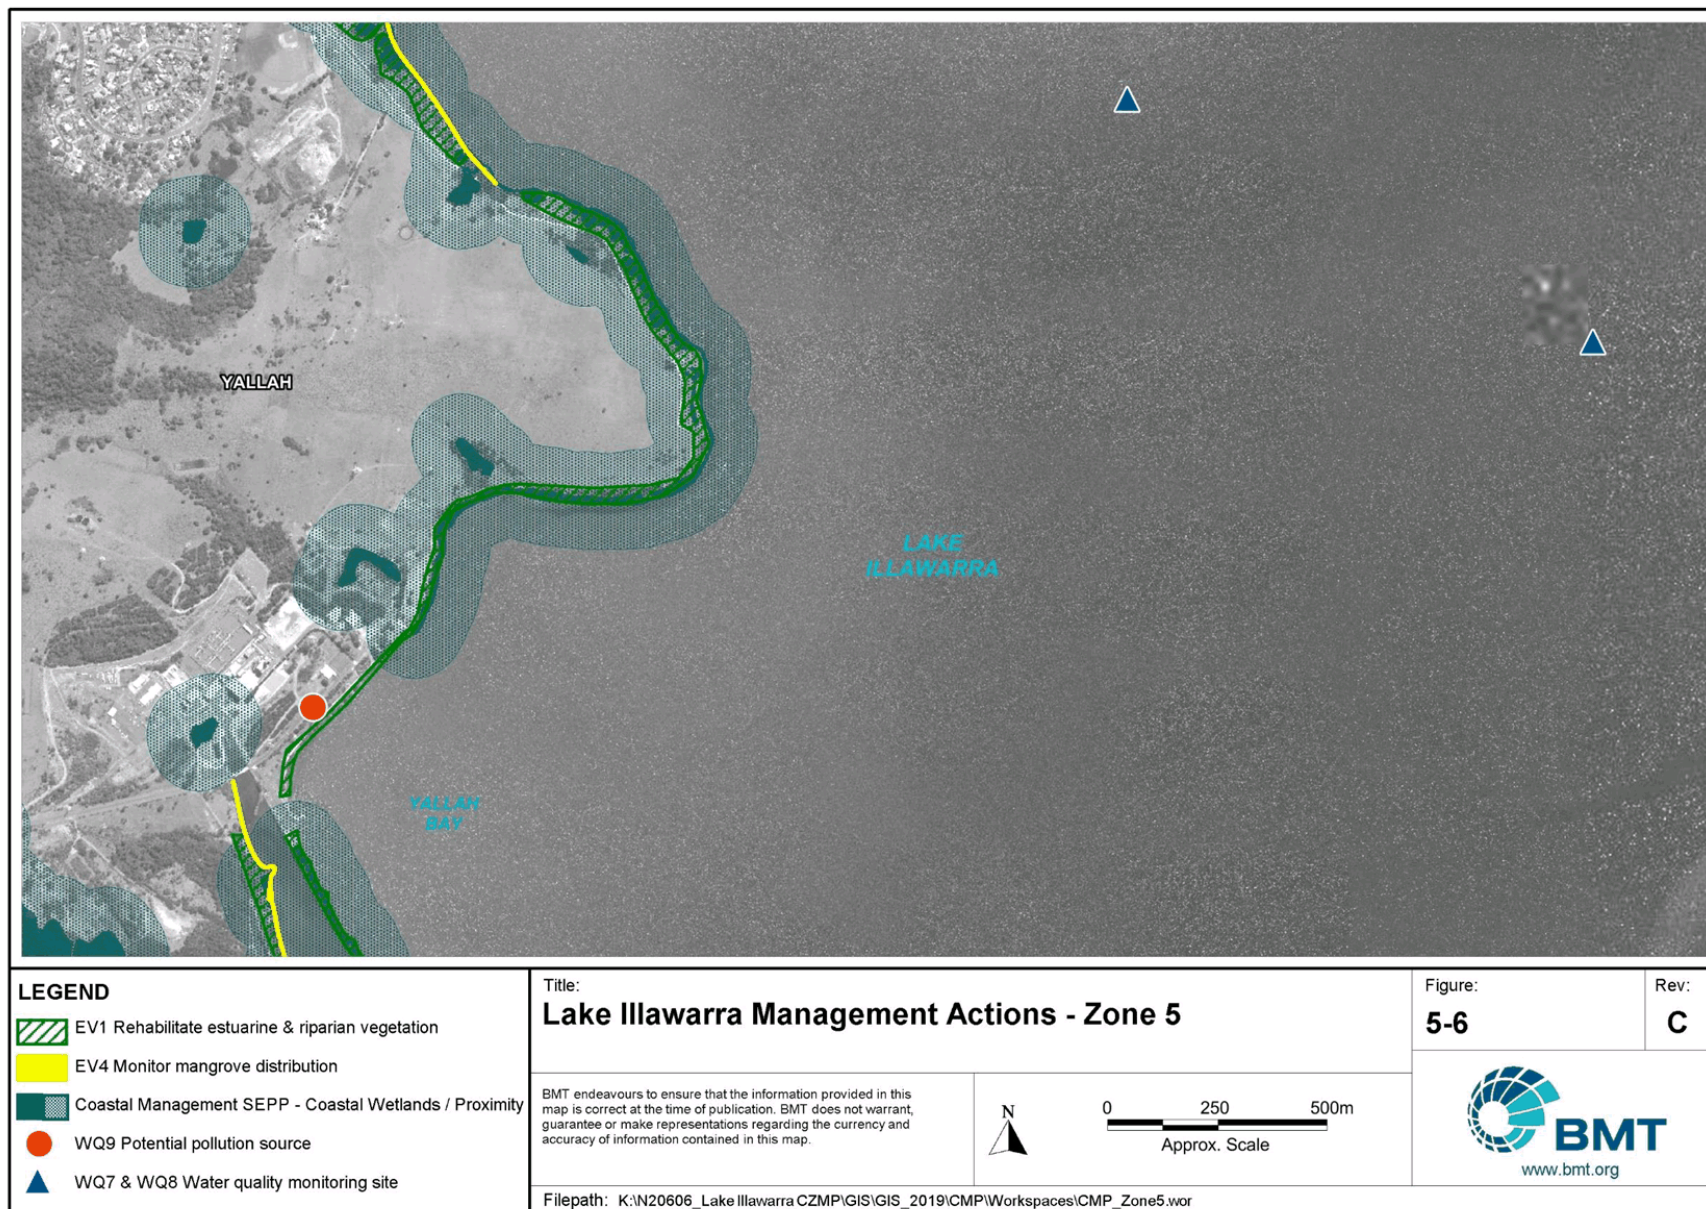 YALLAH
LAKE
ILLAWARRA
YALLAH
BAY
LEGEND
EV1 Rehabilitate estuarine & riparian vegetation
EV4 Monitor mangrove distribution
Coastal Management SEPP - Coastal Wetlands / Proximity
WQ9 Potential pollution source
WQ7 & WQ8 Water quality monitoring site
Title:
Lake Illawarra Management Actions - Zone 5
BMT endeavours to ensure that the information provided in this
map is correct at the time of publication. BMT does not warrant,
guarantee or make representations regarding the currency and
accuracy of information contained in this map.
N
0 250 500m
Approx. Scale
Filepath: K:\N20606_Lake Illawarra CZMP\GIS\GIS_2019\CMP\Workspaces\CMP_Zone5.wor
Figure:
5-6
Rev:
C
BMT
www.bmt.org